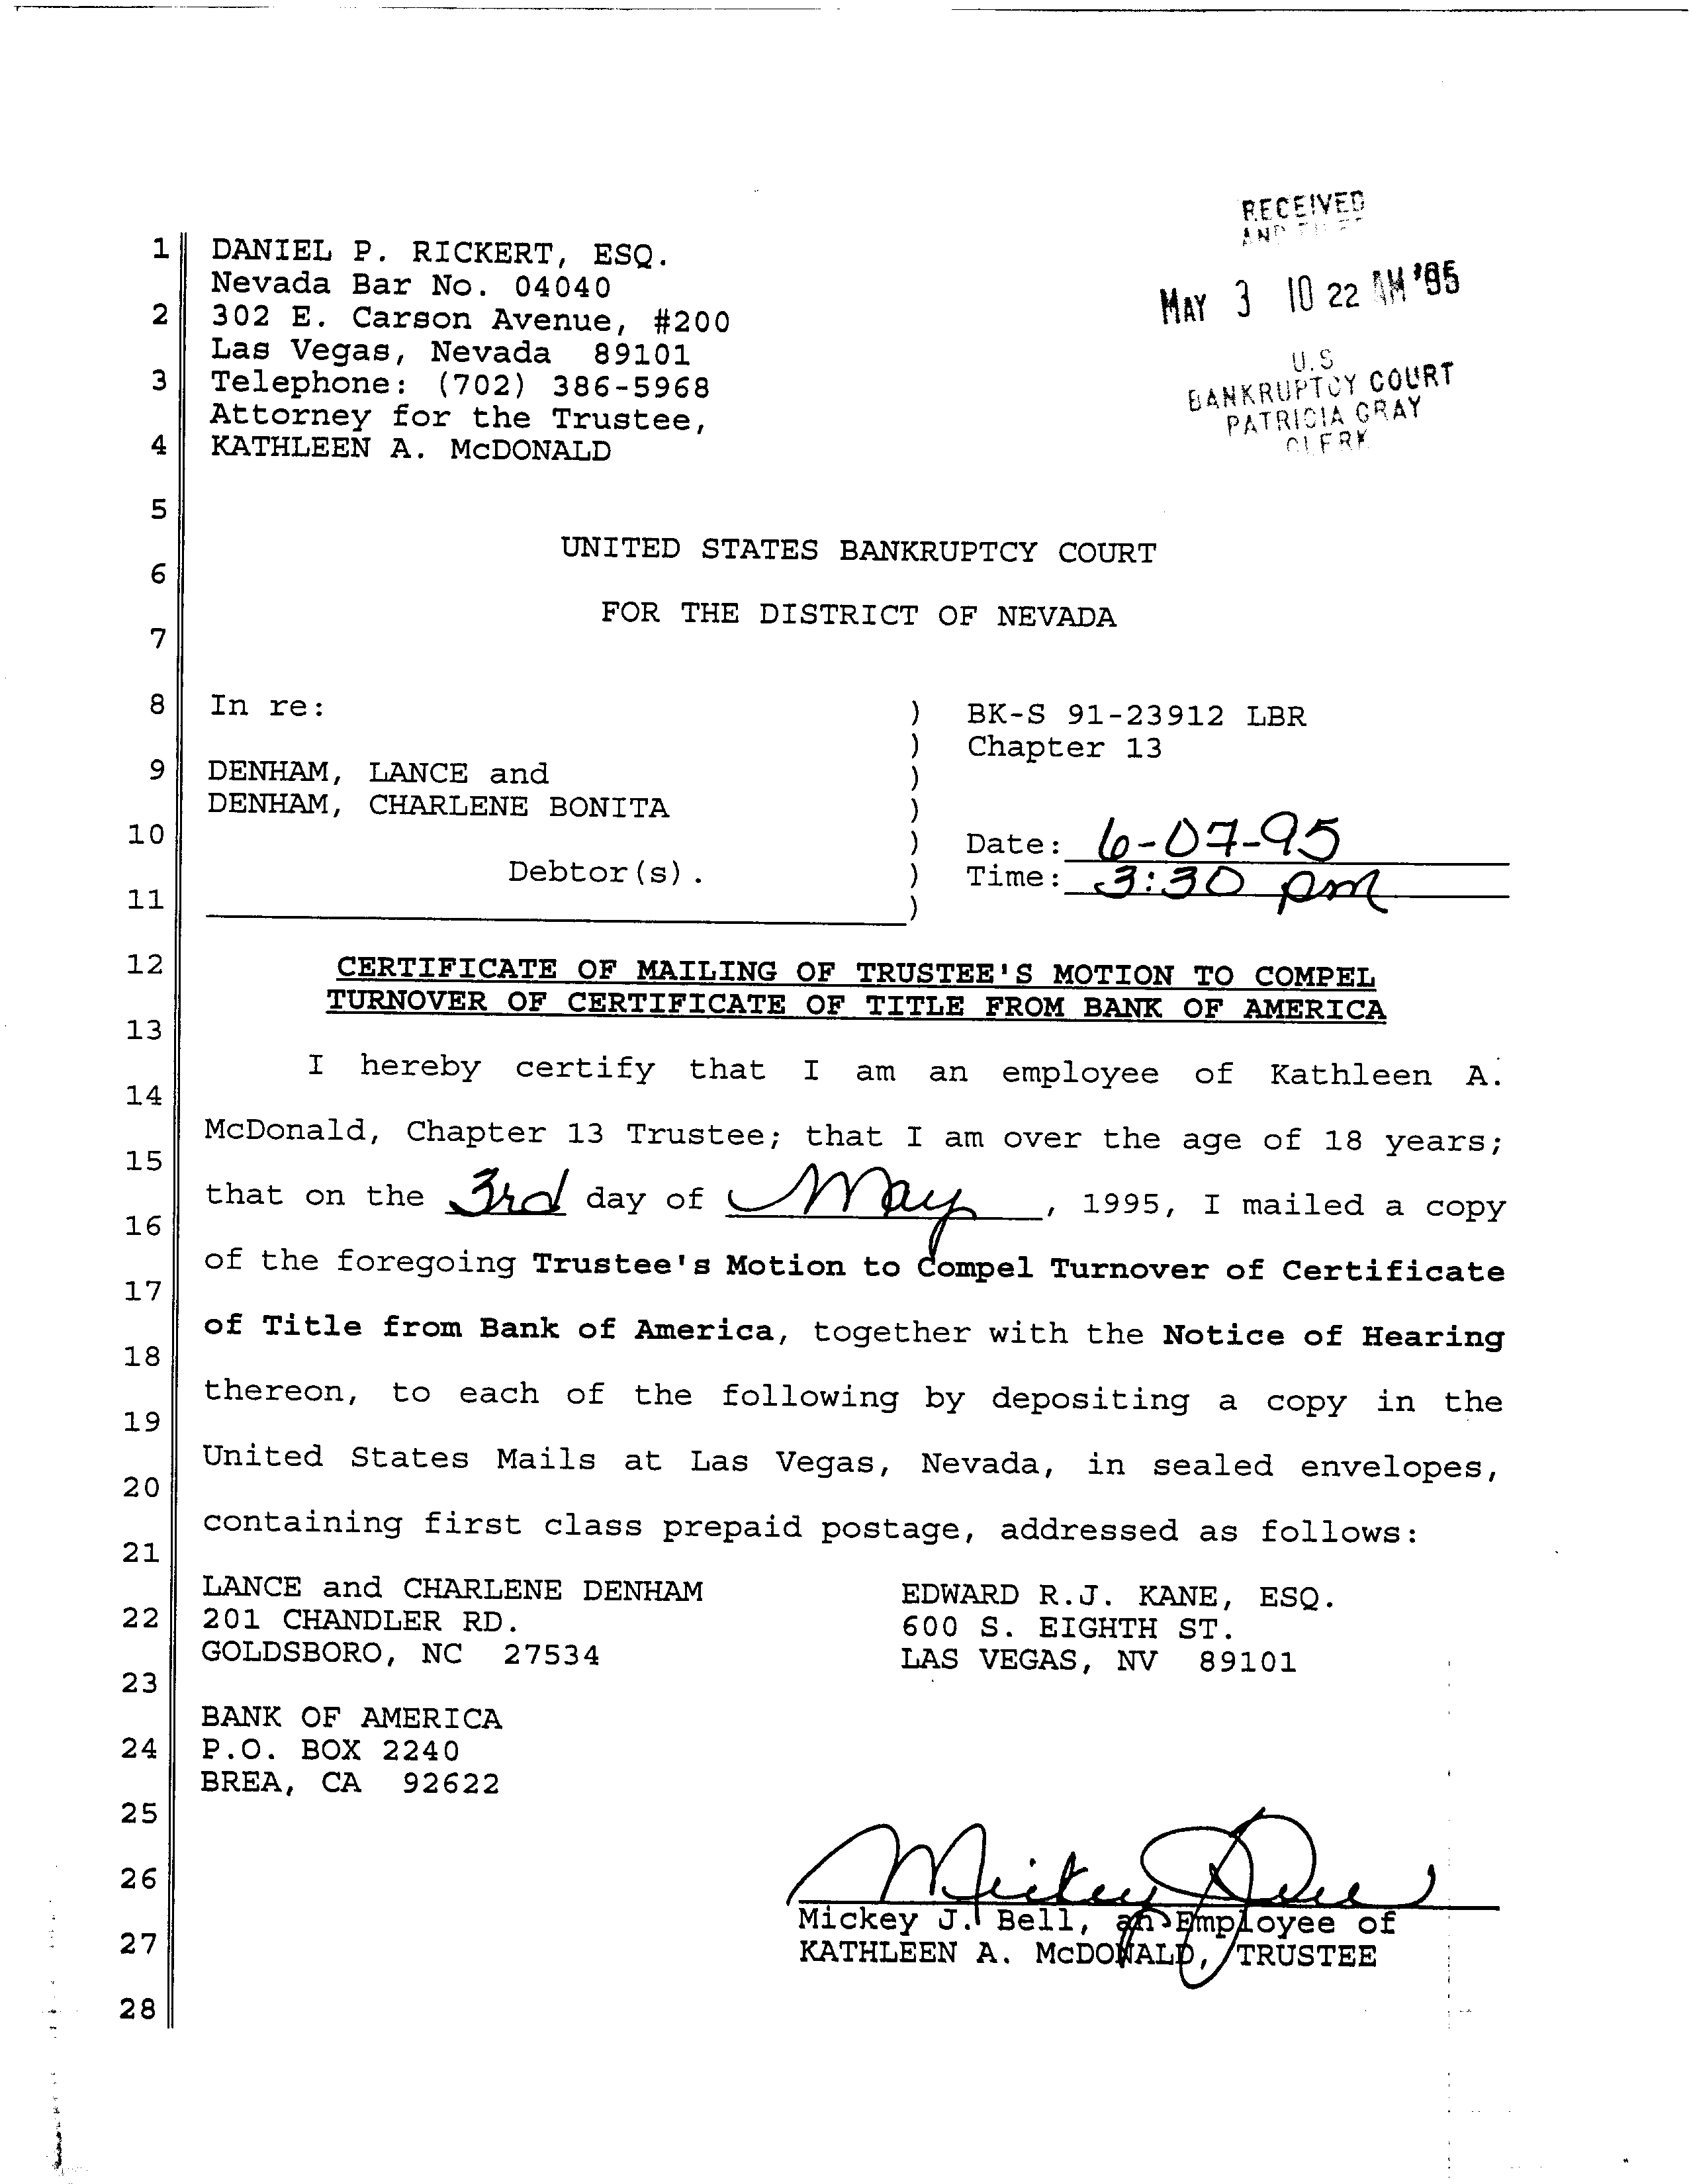 RECEIVED
AND FILED
MAY 3 10 22 AM '95
U.S
BANKRUPTCY COURT
PATRICIA GRAY
CLERK
1 DANIEL P. RICKERT, ESQ.
Nevada Bar No. 04040
2 302 E. Carson Avenue, #200
Las Vegas, Nevada 89101
3 Telephone: (702) 386-5968
Attorney for the Trustee,
4 KATHLEEN A. McDONALD
5
UNITED STATES BANKRUPTCY COURT
6
FOR THE DISTRICT OF NEVADA
7
8 In re: ) BK-S 91-23912 LBR
) Chapter 13
9 DENHAM, LANCE and )
DENHAM, CHARLENE BONITA )
10 ) Date: 6-07-95
Debtor(s). ) Time: 3:30 pm
11 )
12 CERTIFICATE OF MAILING OF TRUSTEE'S MOTION TO COMPEL
TURNOVER OF CERTIFICATE OF TITLE FROM BANK OF AMERICA
13
I hereby certify that I am an employee of Kathleen A.
14
McDonald, Chapter 13 Trustee; that I am over the age of 18 years;
15
that on the 3rd day of May, 1995, I mailed a copy
16
of the foregoing Trustee's Motion to Compel Turnover of Certificate
17
of Title from Bank of America, together with the Notice of Hearing
18
thereon, to each of the following by depositing a copy in the
19
United States Mails at Las Vegas, Nevada, in sealed envelopes,
20
containing first class prepaid postage, addressed as follows:
21
LANCE and CHARLENE DENHAM EDWARD R.J. KANE, ESQ.
22 201 CHANDLER RD. 600 S. EIGHTH ST.
GOLDSBORO, NC 27534 LAS VEGAS, NV 89101
23
BANK OF AMERICA
24 P.O. BOX 2240
BREA, CA 92622
25
26
Mickey J. Bell, an Employee of
27 KATHLEEN A. McDONALD, TRUSTEE
28